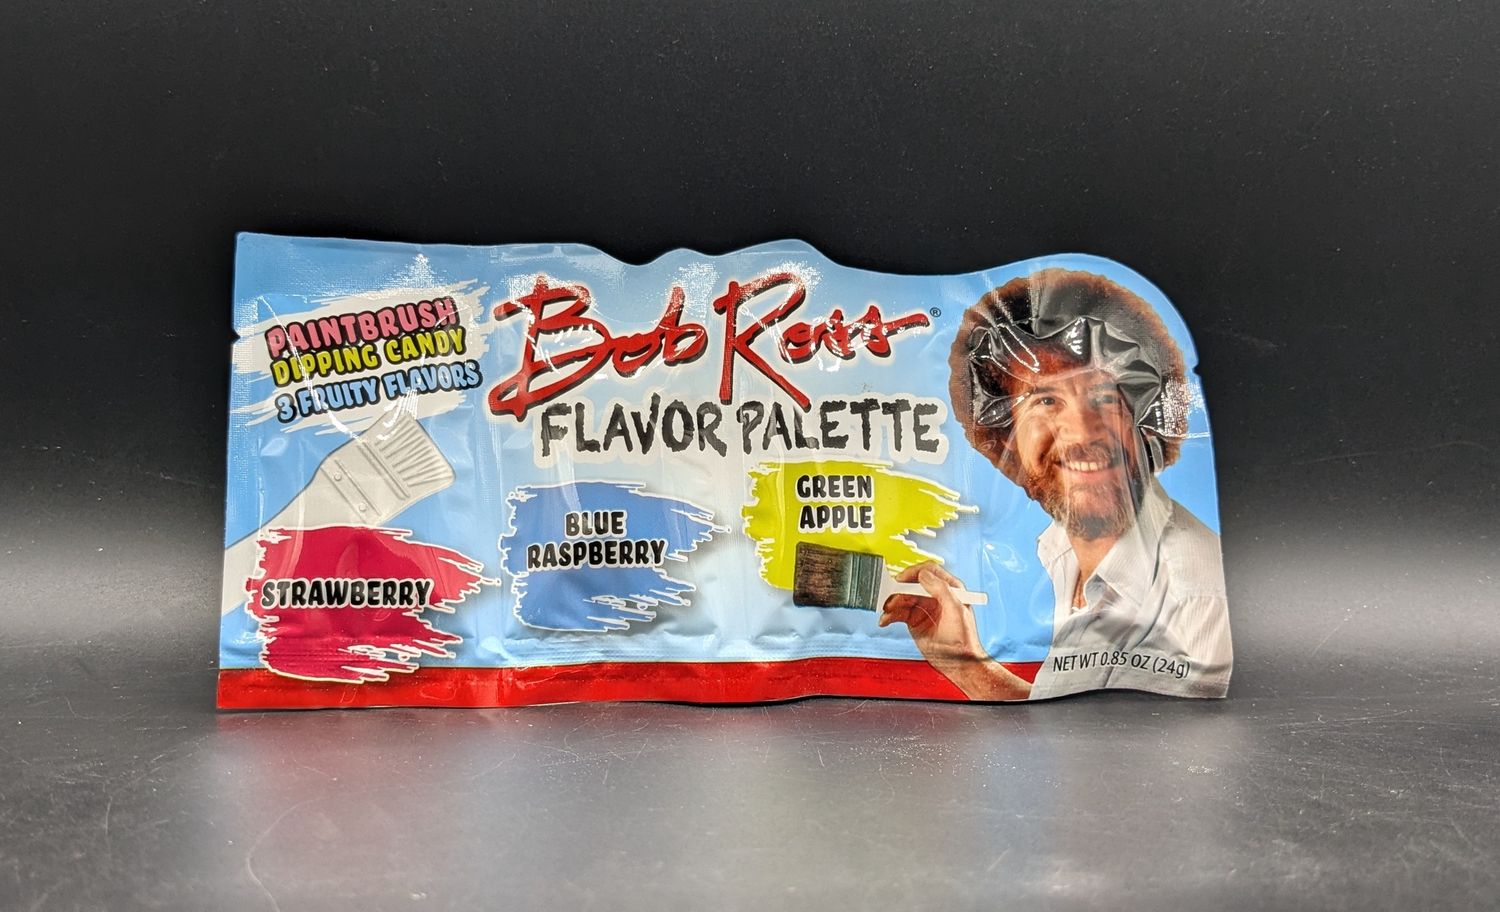 PAINTBRUSH
DIPPING CANDY
3 FRUITY FLAVORS
Bob Ross®
FLAVOR PALETTE
STRAWBERRY
BLUE
RASPBERRY
GREEN
APPLE
NET WT 0.85 OZ (24g)